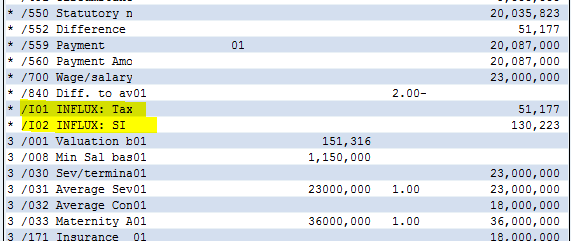 * /550 Statutory n 20,035,823
* /552 Difference 51,177
* /559 Payment 01 20,087,000
* /560 Payment Amo 20,087,000
* /700 Wage/salary 23,000,000
* /840 Diff. to av01 2.00-
* /I01 INFLUX: Tax 51,177
* /I02 INFLUX: SI 130,223
3 /001 Valuation b01 151,316
3 /008 Min Sal bas01 1,150,000
3 /030 Sev/termina01 23,000,000
3 /031 Average Sev01 23000,000 1.00 23,000,000
3 /032 Average Con01 18,000,000
3 /033 Maternity A01 36000,000 1.00 36,000,000
3 /171 Insurance 01 18,000,000